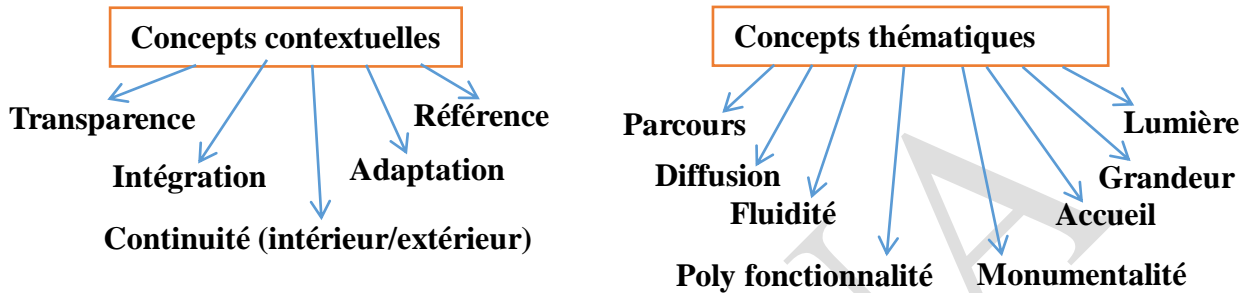 Concepts contextuelles
Transparence
Intégration
Continuité (intérieur/extérieur)
Adaptation
Référence
Concepts thématiques
Parcours
Diffusion
Fluidité
Poly fonctionnalité
Monumentalité
Accueil
Grandeur
Lumière